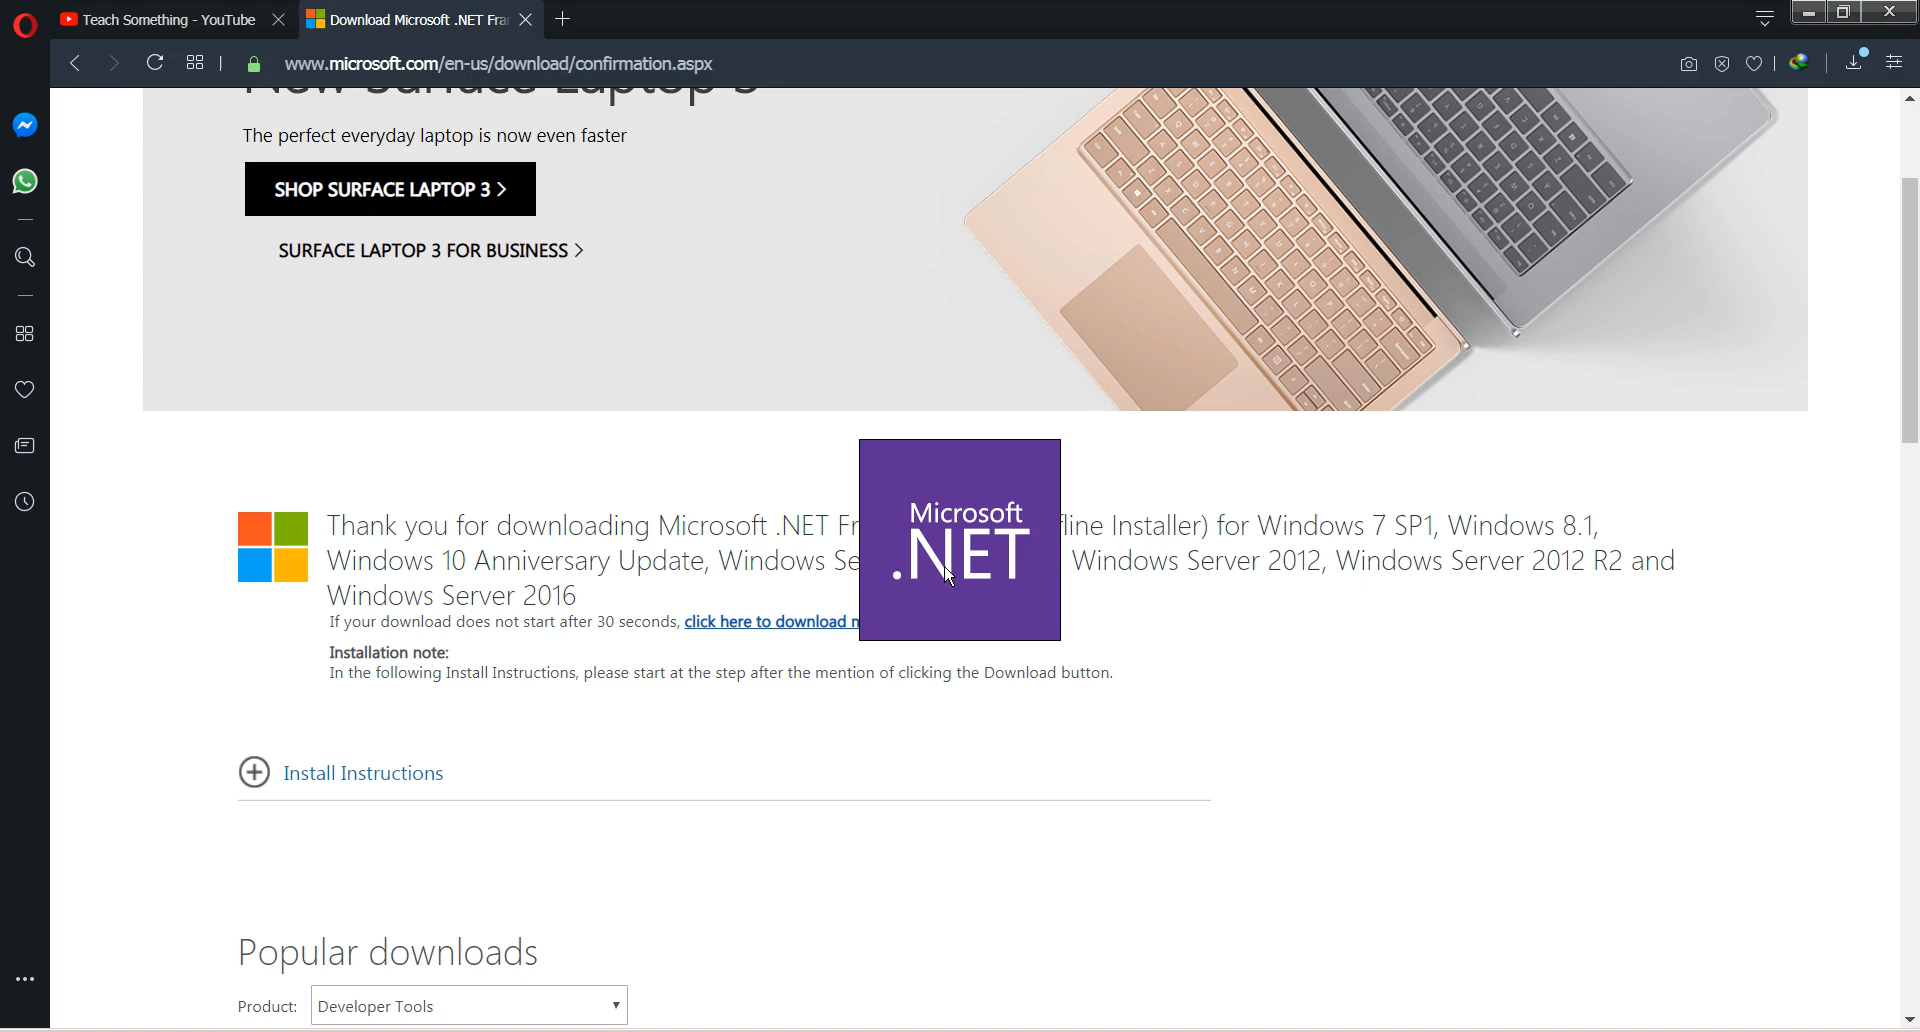 Teach Something - YouTube
Download Microsoft .NET Fra
www.microsoft.com/en-us/download/confirmation.aspx
New Surface Laptop 3
The perfect everyday laptop is now even faster
SHOP SURFACE LAPTOP 3 >
SURFACE LAPTOP 3 FOR BUSINESS >
Microsoft
.NET
Thank you for downloading Microsoft .NET Fr fline Installer) for Windows 7 SP1, Windows 8.1,
Windows 10 Anniversary Update, Windows Se Windows Server 2012, Windows Server 2012 R2 and
Windows Server 2016
If your download does not start after 30 seconds, click here to download m
Installation note:
In the following Install Instructions, please start at the step after the mention of clicking the Download button.
Install Instructions
Popular downloads
Product: Developer Tools